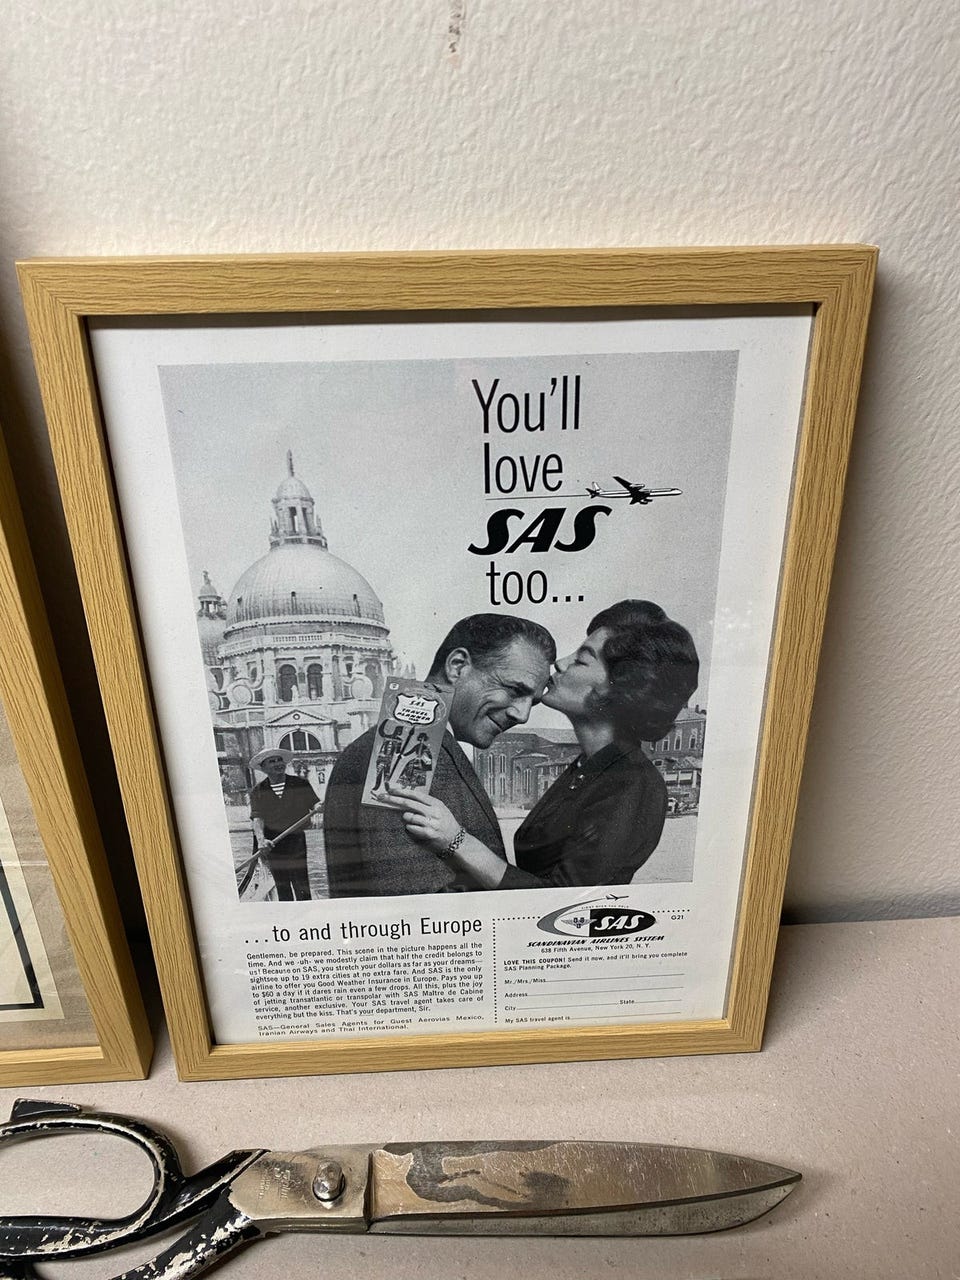 You'll
love
SAS
too...
SAS
TRAVEL
PLANNER
...to and through Europe
Gentlemen, be prepared. This scene in the picture happens all the
time. And we -uh- we modestly claim that half the credit belongs to
us! Because on SAS, you stretch your dollars as far as your dreams—
sightsee up to 19 extra cities at no extra fare. And SAS is the only
airline to offer you Good Weather Insurance in Europe. Pays you up
to $60 a day if it dares rain even a few drops. All this, plus the joy
of jetting transatlantic or transpolar with SAS Maître de Cabine
service, another exclusive. Your SAS travel agent takes care of
everything but the kiss. That's your department, Sir.
SAS—General Sales Agents for Guest Aerovias Mexico,
Iranian Airways and Thai International.
FIRST OVER THE POLE
SAS
G21
SCANDINAVIAN AIRLINES SYSTEM
638 Fifth Avenue, New York 20, N. Y.
LOVE THIS COUPON! Send it now, and it'll bring you complete
SAS Planning Package.
Mr./Mrs./Miss
Address
City State
My SAS travel agent is